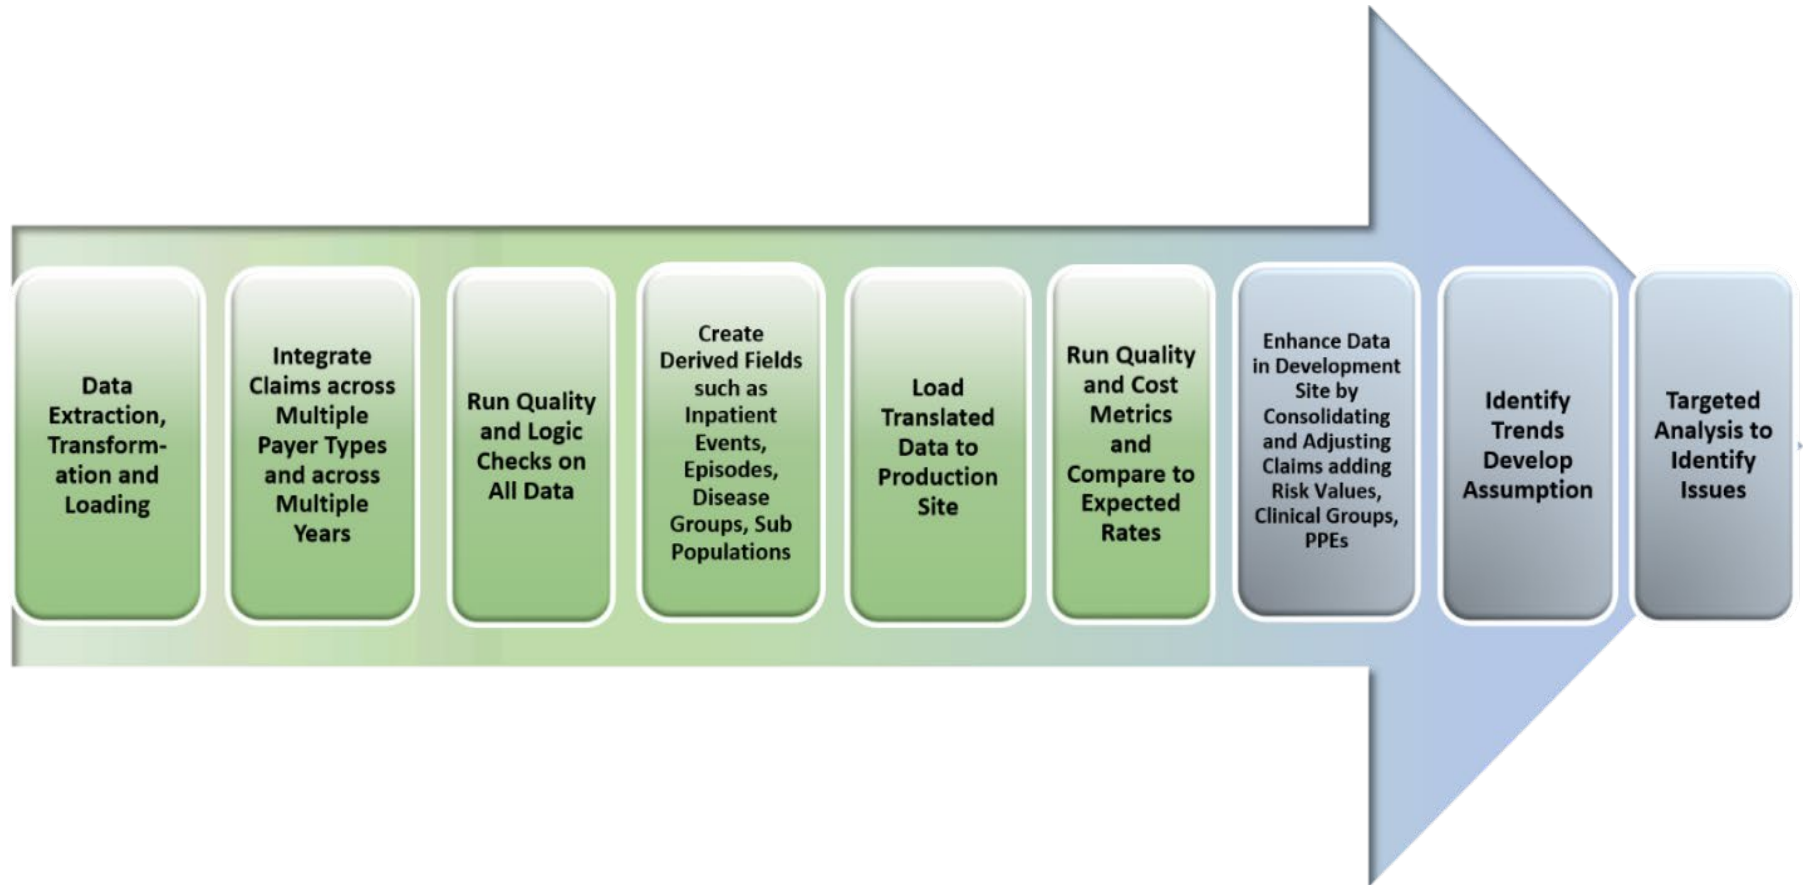 Data
Extraction,
Transform-
ation and
Loading
Integrate
Claims across
Multiple
Payer Types
and across
Multiple
Years
Run Quality
and Logic
Checks on
All Data
Create
Derived Fields
such as
Inpatient
Events,
Episodes,
Disease
Groups, Sub
Populations
Load
Translated
Data to
Production
Site
Run Quality
and Cost
Metrics
and
Compare to
Expected
Rates
Enhance Data
in Development
Site by
Consolidating
and Adjusting
Claims adding
Risk Values,
Clinical Groups,
PPEs
Identify
Trends
Develop
Assumption
Targeted
Analysis to
Identify
Issues